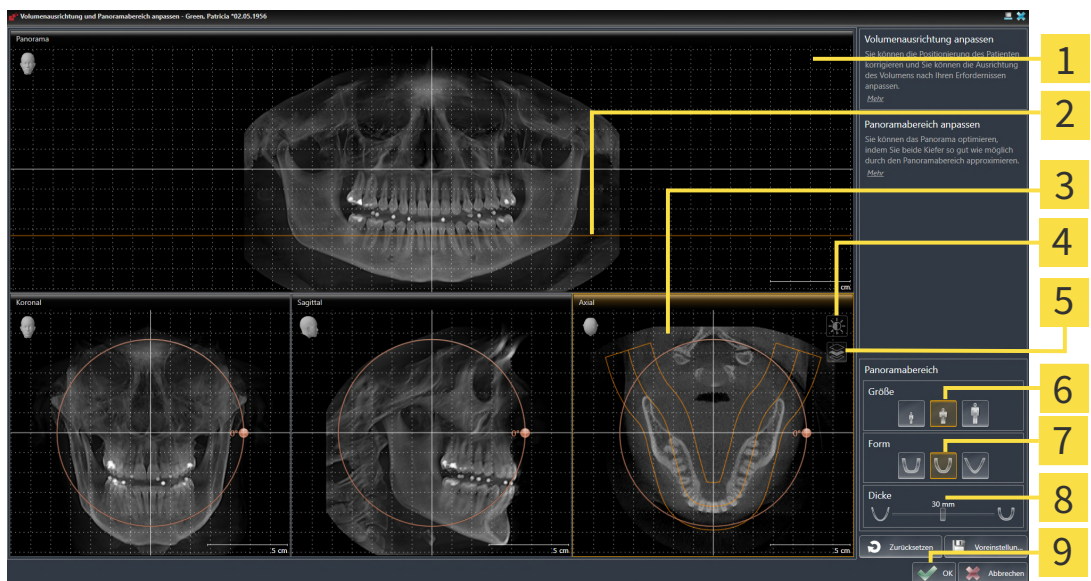 Volumenausrichtung und Panoramabereich anpassen - Green, Patricia *02.05.1956
Panorama
cm
Koronal
0°
.5 cm
Sagittal
0°
.5 cm
Axial
0°
.5 cm
Volumenausrichtung anpassen
Sie können die Positionierung des Patienten
korrigieren und Sie können die Ausrichtung
des Volumens nach Ihren Erfordernissen
anpassen.
Mehr
Panoramabereich anpassen
Sie können das Panorama optimieren,
indem Sie beide Kiefer so gut wie möglich
durch den Panoramabereich approximieren.
Mehr
Panoramabereich
Größe
Form
Dicke
30 mm
Zurücksetzen
Voreinstellun...
OK
Abbrechen
1
2
3
4
5
6
7
8
9